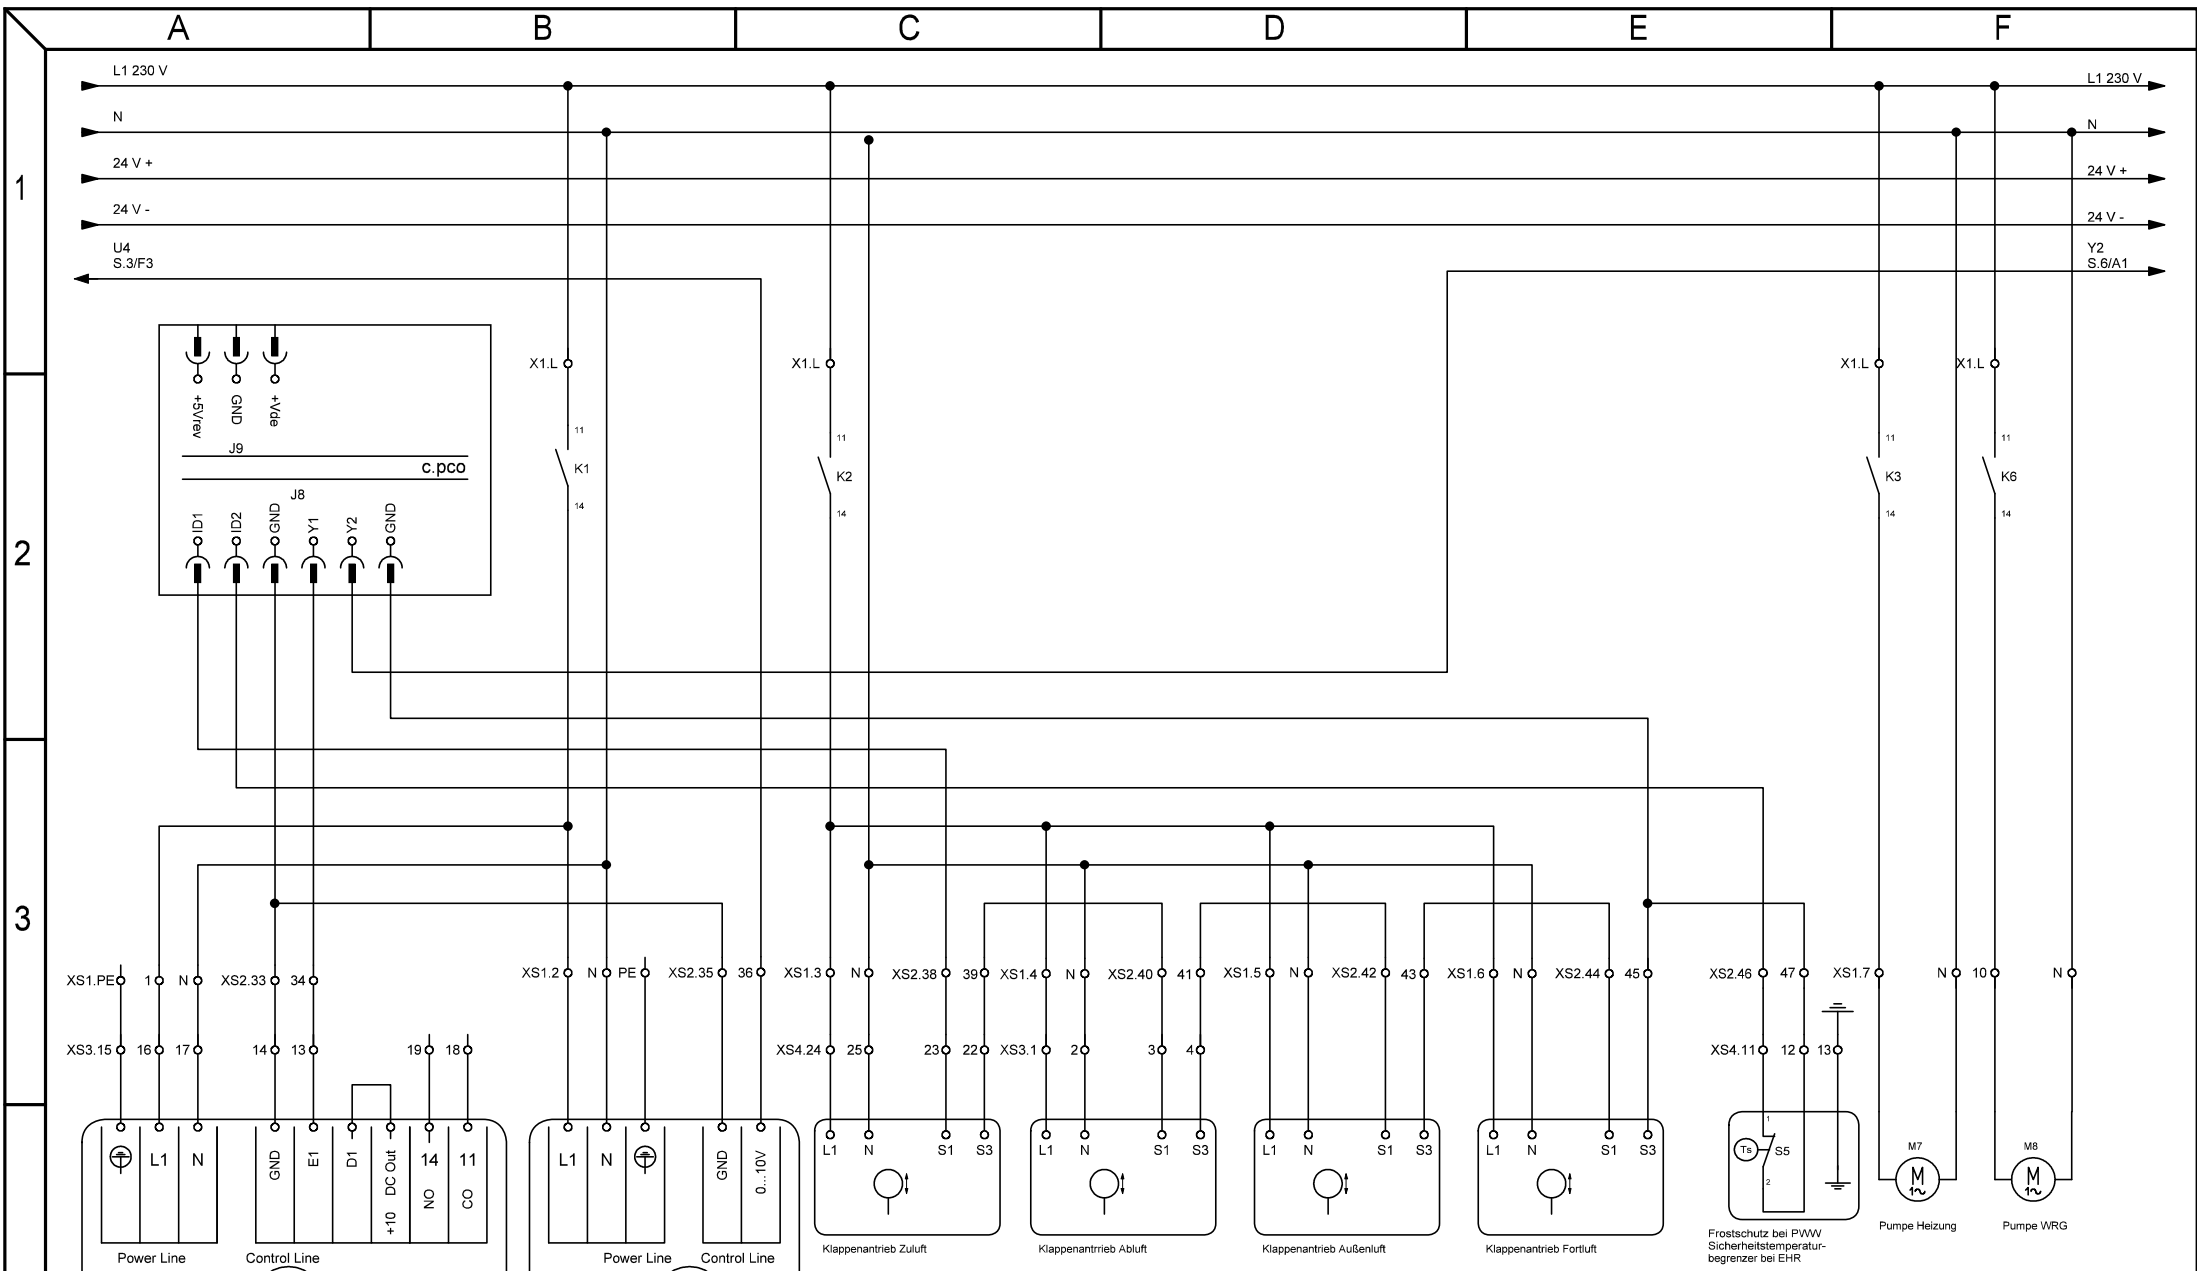 A B C D E F
L1 230 V L1 230 V
N N
24 V + 24 V +
1
24 V - 24 V -
U4 Y2
S.3/F3 S.6/A1
X1.L X1.L X1.L X1.L
+5Vrev GND +Vde
11 11 11 11
J9
c.pco
K1 K2 K3 K6
J8
14 14 14 14
ID1 ID2 GND Y1 Y2 GND
2
3
XS1.PE 1 N XS2.33 34 XS1.2 N PE XS2.35 36 XS1.3 N XS2.38 39 XS1.4 N XS2.40 41 XS1.5 N XS2.42 43 XS1.6 N XS2.44 45 XS2.46 47 XS1.7 N 10 N
XS3.15 16 17 14 13 19 18 XS4.24 25 23 22 XS3.1 2 3 4 XS4.11 12 13
L1 N GND E1 D1 +10 DC Out 14 NO 11 CO
L1 N GND 0...10V
L1 N S1 S3 L1 N S1 S3 L1 N S1 S3 L1 N S1 S3
1
Ts S5
2
M7 M8
M M
1~ 1~
Power Line Control Line
Power Line Control Line
Klappenantrieb Zuluft
Klappenantrrieb Abluft
Klappenantrieb Außenluft
Klappenantrieb Fortluft
Frostschutz bei PWW
Sicherheitstemperatur-
begrenzer bei EHR
Pumpe Heizung
Pumpe WRG